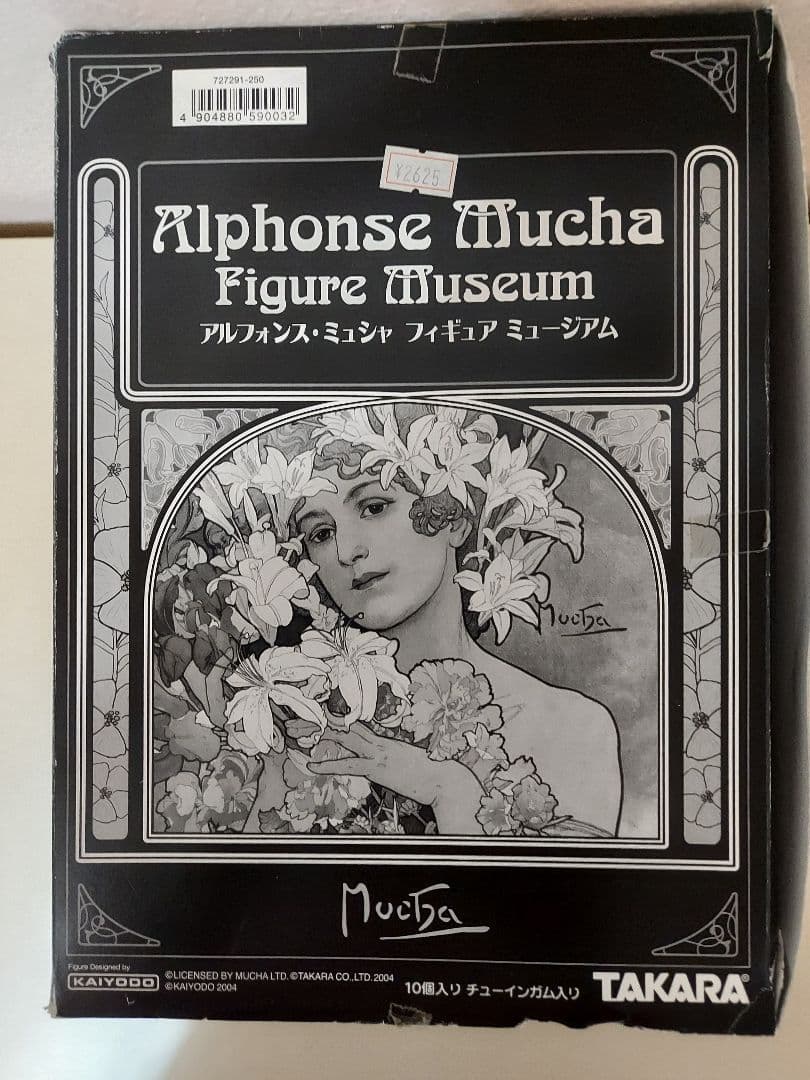 727291-250
4 904880 590032
¥2625
Alphonse Mucha
Figure Museum
アルフォンス・ミュシャ フィギュア ミュージアム
Mucha
Mucha
Figure Designed by
KAIYODO
©LICENSED BY MUCHA LTD. ©TAKARA CO.,LTD. 2004
©KAIYODO 2004
10個入り チューインガム入り
TAKARA®